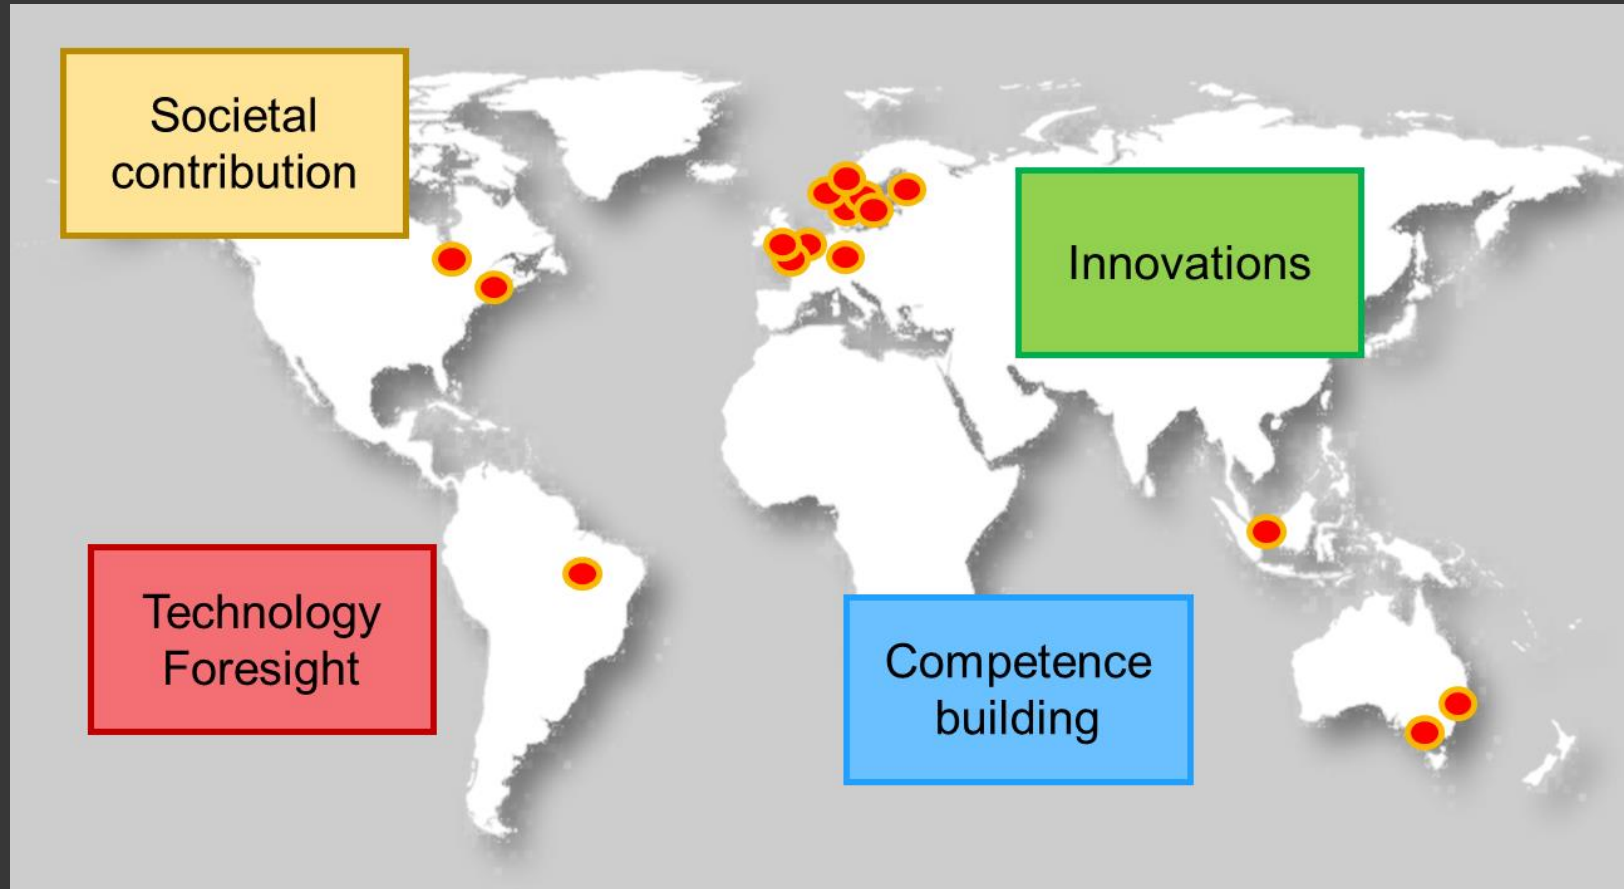 Societal
contribution
Innovations
Technology
Foresight
Competence
building